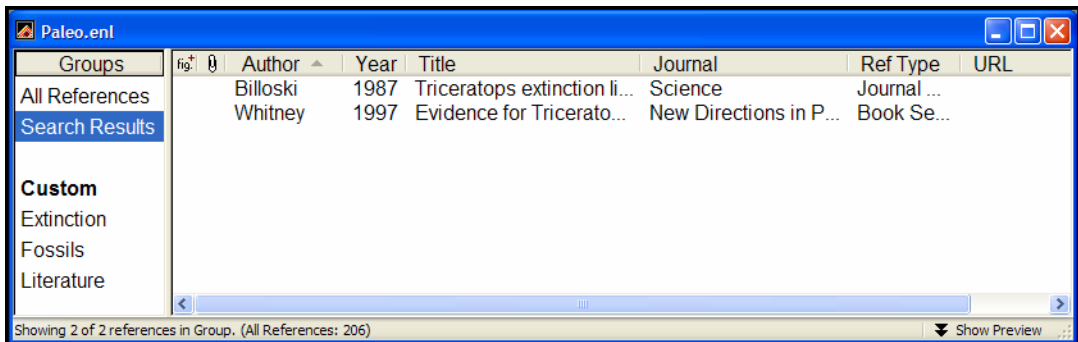 Paleo.enl
Groups fig. Author Year Title Journal Ref Type URL
All References
Search Results
Custom
Extinction
Fossils
Literature
Billoski 1987 Triceratops extinction li... Science Journal ...
Whitney 1997 Evidence for Tricerato... New Directions in P... Book Se...
Showing 2 of 2 references in Group. (All References: 206) Show Preview